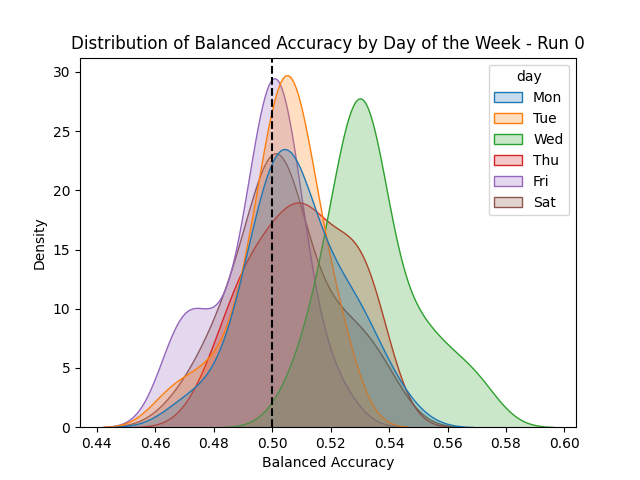 Distribution of Balanced Accuracy by Day of the Week - Run 0
30
25
20
15
10
5
0
Density
day
Mon
Tue
Wed
Thu
Fri
Sat
0.44 0.46 0.48 0.50 0.52 0.54 0.56 0.58 0.60
Balanced Accuracy